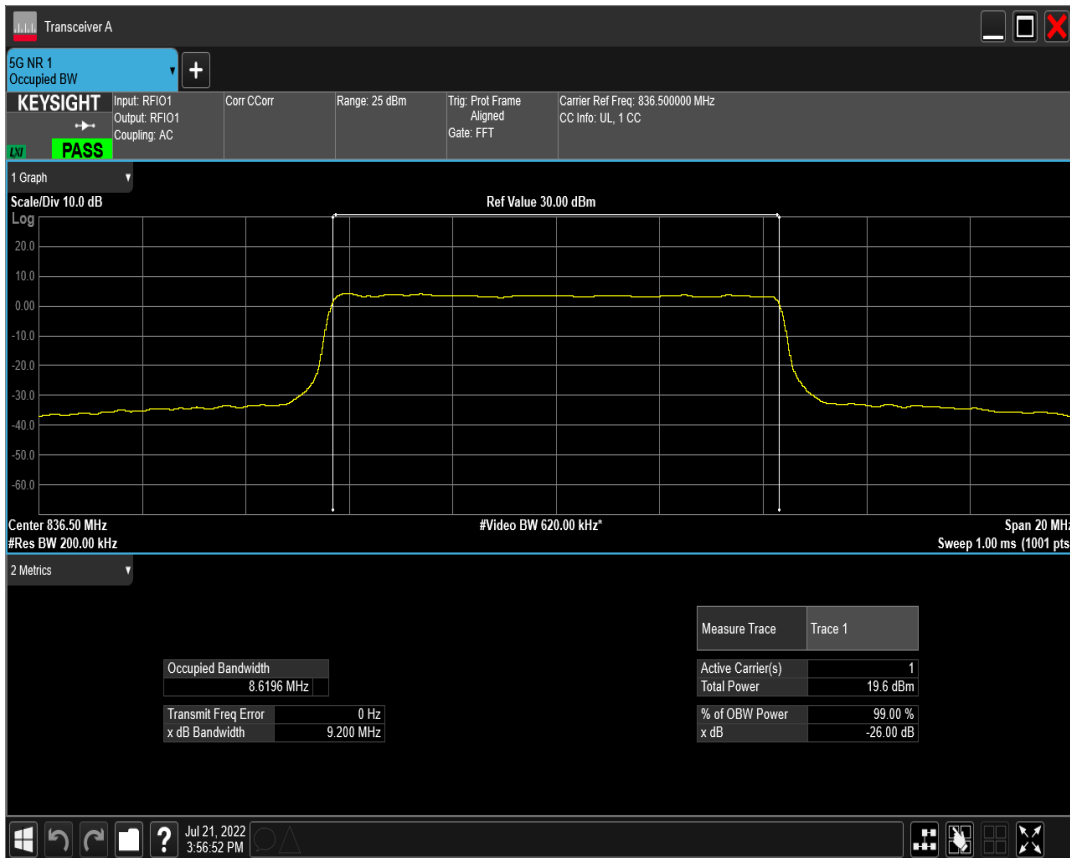 Transceiver A
5G NR 1
Occupied BW
+
KEYSIGHT
LXI
PASS
Input: RFIO1
Output: RFIO1
Coupling: AC
Corr CCorr
Range: 25 dBm
Trig: Prot Frame
Aligned
Gate: FFT
Carrier Ref Freq: 836.500000 MHz
CC Info: UL, 1 CC
1 Graph
Scale/Div 10.0 dB
Ref Value 30.00 dBm
Log
20.0
10.0
0.00
-10.0
-20.0
-30.0
-40.0
-50.0
-60.0
Center 836.50 MHz
#Video BW 620.00 kHz*
Span 20 MHz
#Res BW 200.00 kHz
Sweep 1.00 ms (1001 pts
2 Metrics
Measure Trace Trace 1
Occupied Bandwidth
8.6196 MHz
Active Carrier(s) 1
Total Power 19.6 dBm
Transmit Freq Error 0 Hz
x dB Bandwidth 9.200 MHz
% of OBW Power 99.00 %
x dB -26.00 dB
?
Jul 21, 2022
3:56:52 PM